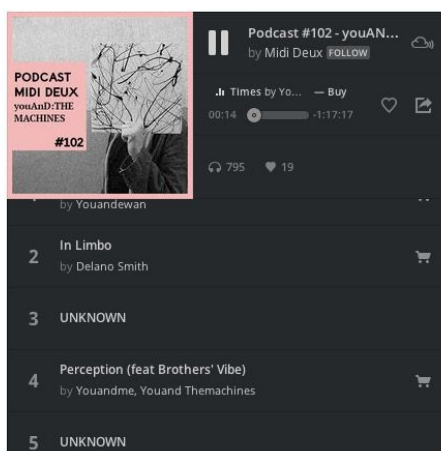 PODCAST
MIDI DEUX
youAnD:THE
MACHINES
#102
Podcast #102 - youAN...
by Midi Deux FOLLOW
Times by Yo... — Buy
00:14 -1:17:17
795 19
by Youandewan
2 In Limbo
by Delano Smith
3 UNKNOWN
4 Perception (feat Brothers' Vibe)
by Youandme, Youand Themachines
5 UNKNOWN